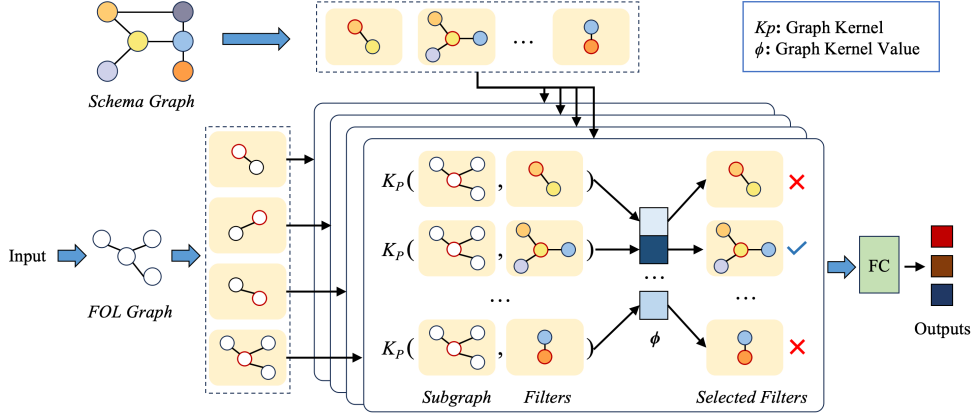 Kp: Graph Kernel
ϕ: Graph Kernel Value
...
Schema Graph
K_P( , )
Input
K_P( , )
FC
... ... ...
FOL Graph
Outputs
K_P( , )
ϕ
Subgraph Filters Selected Filters